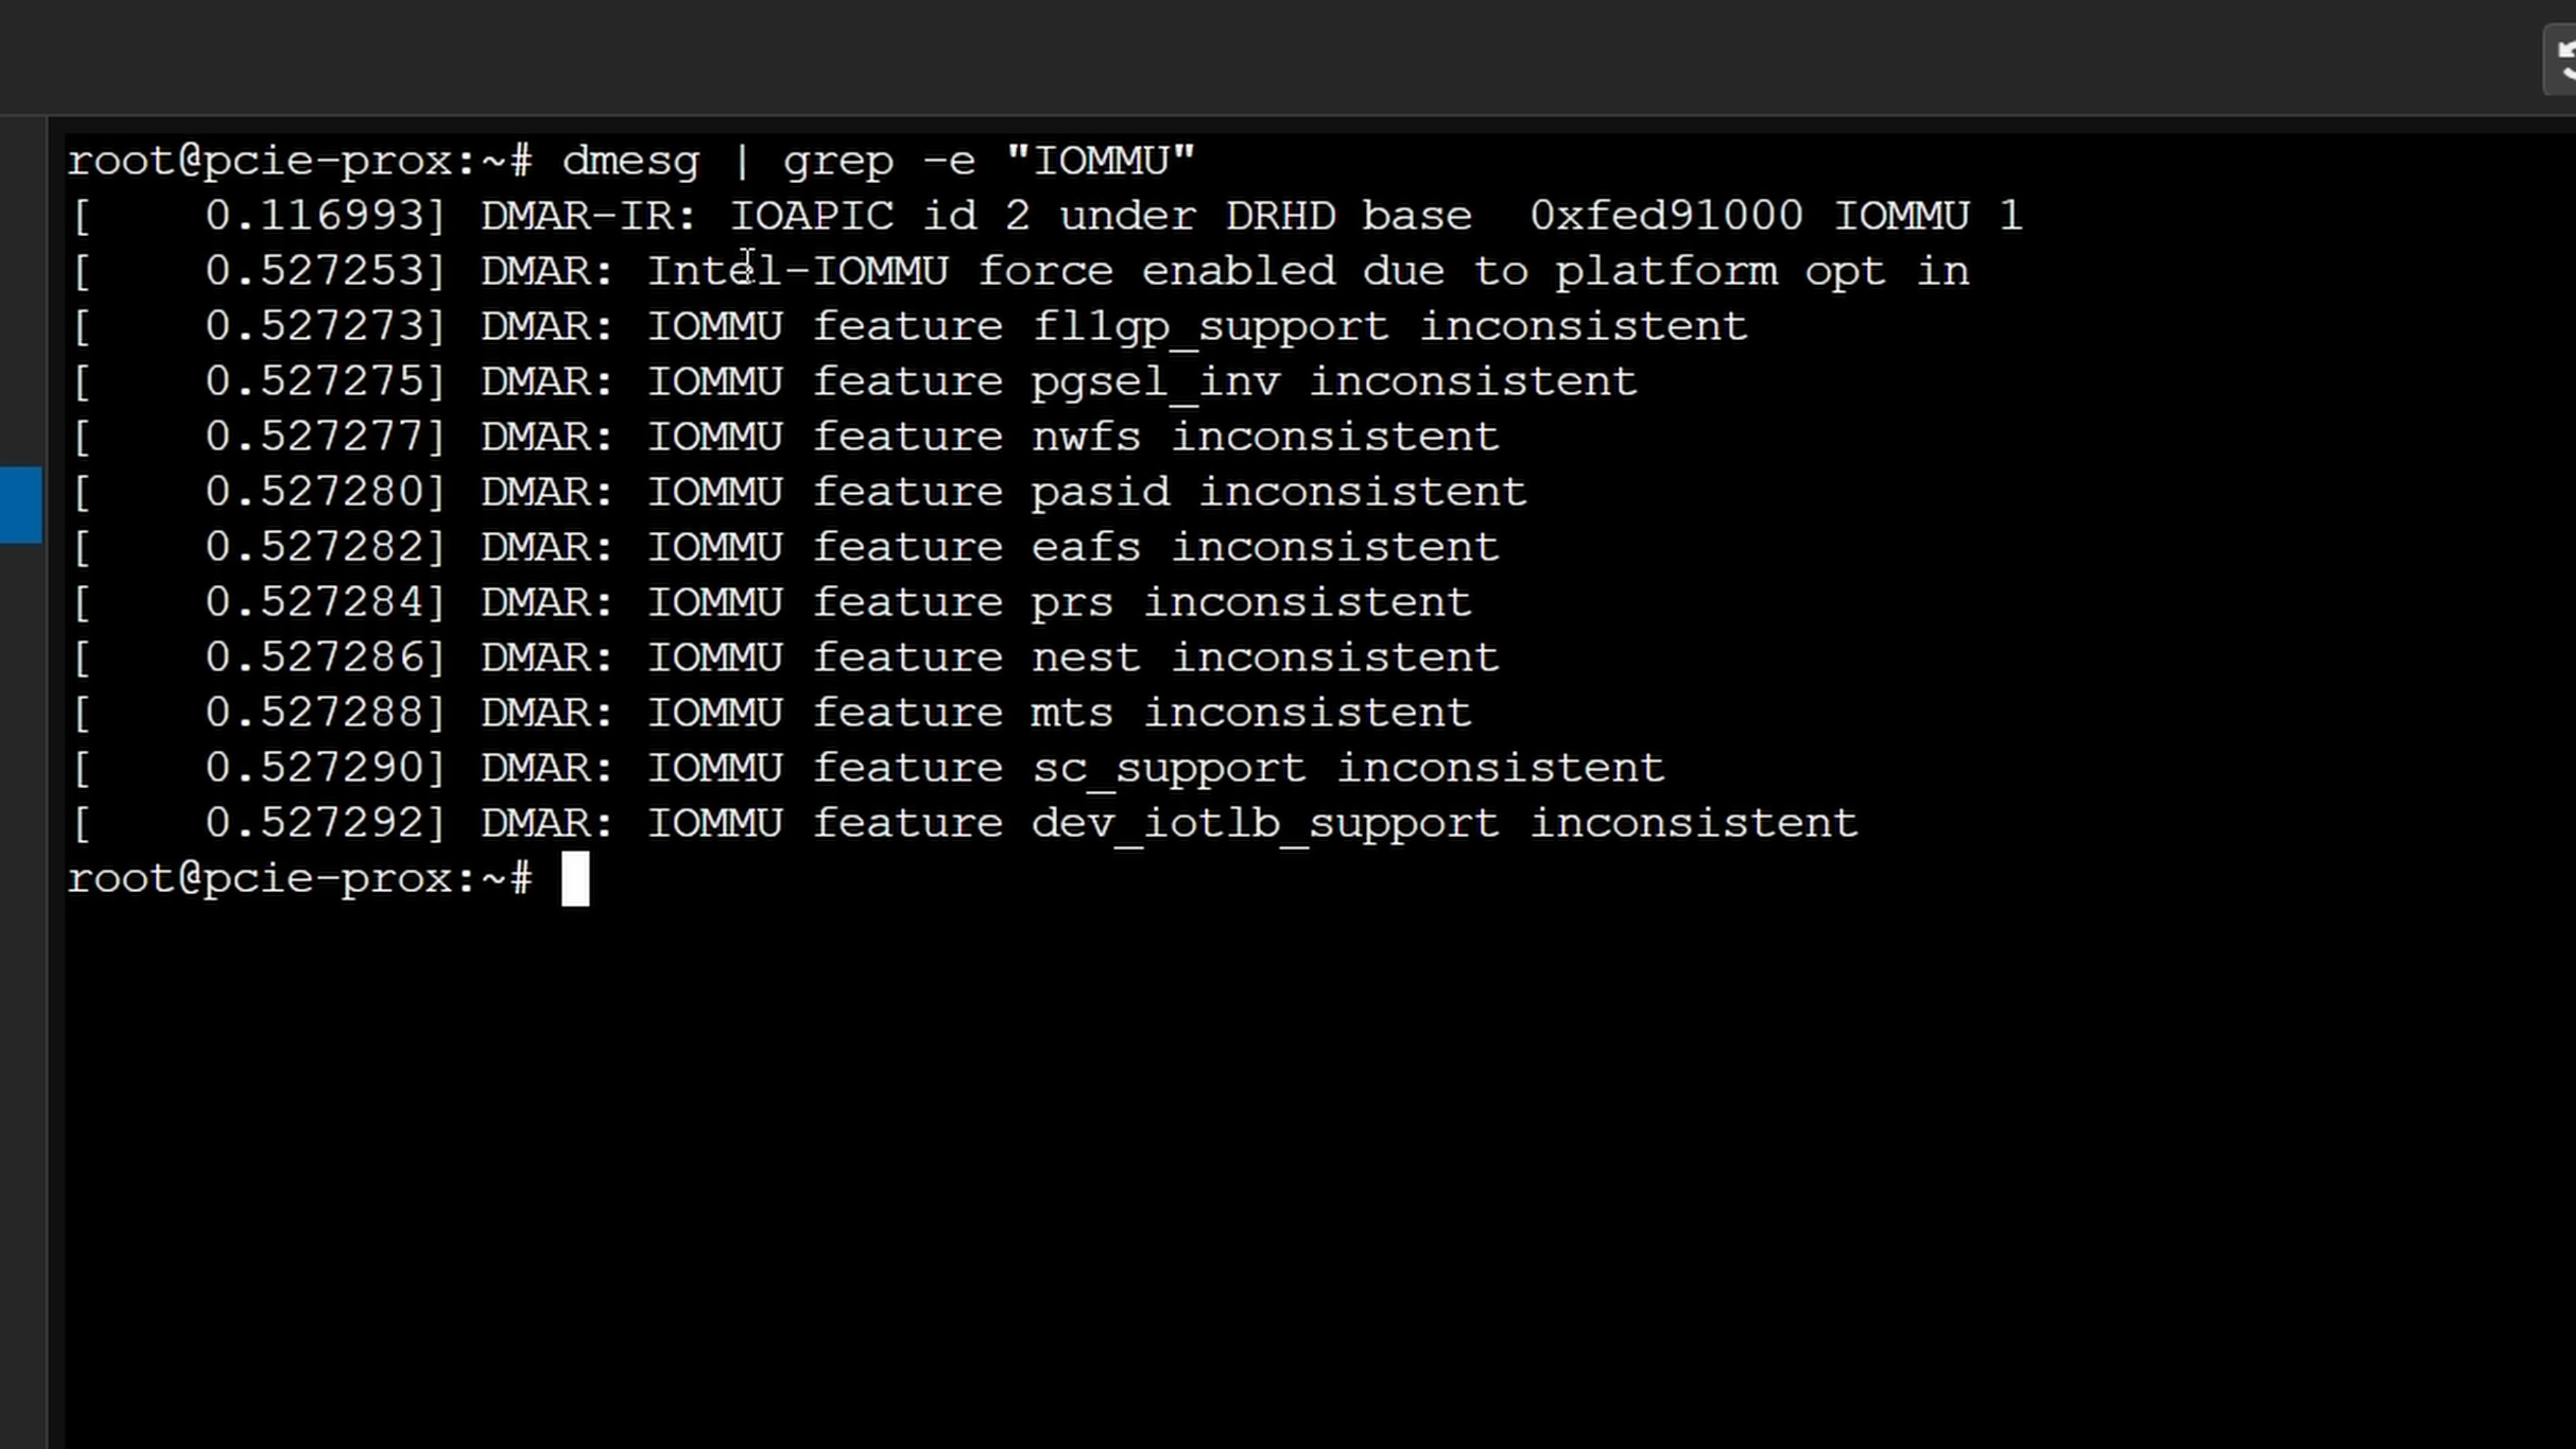 root@pcie-prox:~# dmesg | grep -e "IOMMU"
[    0.116993] DMAR-IR: IOAPIC id 2 under DRHD base  0xfed91000 IOMMU 1
[    0.527253] DMAR: Intel-IOMMU force enabled due to platform opt in
[    0.527273] DMAR: IOMMU feature fl1gp_support inconsistent
[    0.527275] DMAR: IOMMU feature pgsel_inv inconsistent
[    0.527277] DMAR: IOMMU feature nwfs inconsistent
[    0.527280] DMAR: IOMMU feature pasid inconsistent
[    0.527282] DMAR: IOMMU feature eafs inconsistent
[    0.527284] DMAR: IOMMU feature prs inconsistent
[    0.527286] DMAR: IOMMU feature nest inconsistent
[    0.527288] DMAR: IOMMU feature mts inconsistent
[    0.527290] DMAR: IOMMU feature sc_support inconsistent
[    0.527292] DMAR: IOMMU feature dev_iotlb_support inconsistent
root@pcie-prox:~#